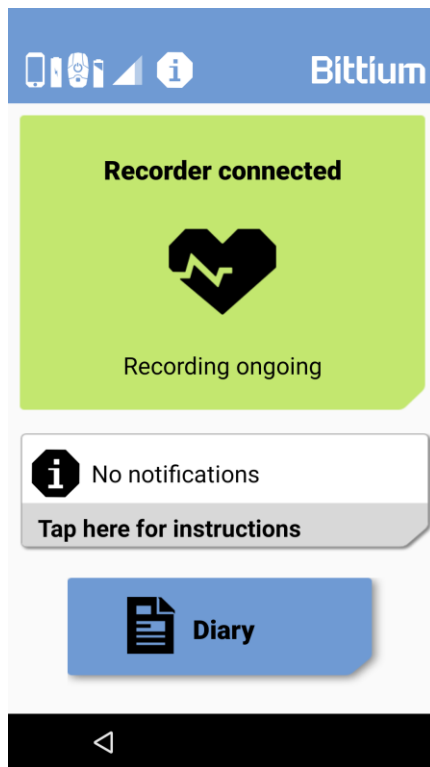 Bittium
Recorder connected
Recording ongoing
No notifications
Tap here for instructions
Diary